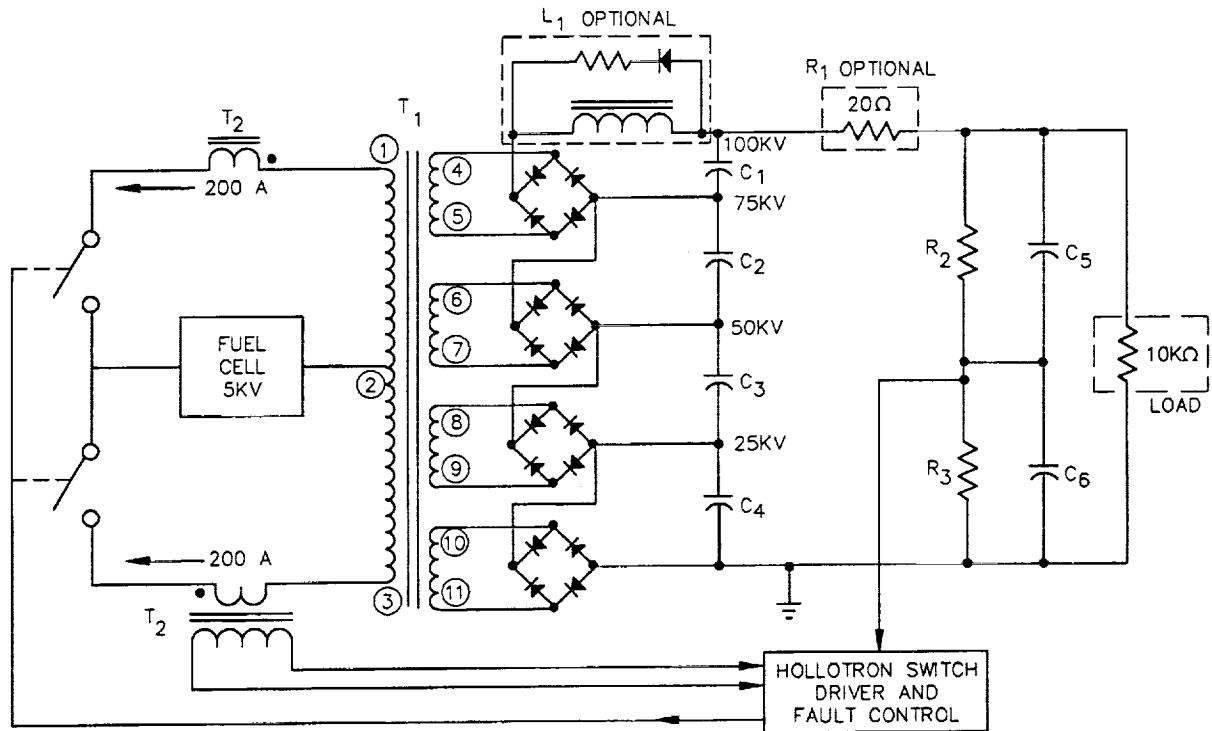 L1 OPTIONAL
R1 OPTIONAL
20Ω
T2
T1
200 A
1
4
5
100KV
C1
75KV
6
7
C2
50KV
R2
C5
FUEL
CELL
5KV
2
8
9
C3
25KV
10KΩ
LOAD
R3
C6
10
11
C4
200 A
3
T2
HOLLOTRON SWITCH
DRIVER AND
FAULT CONTROL